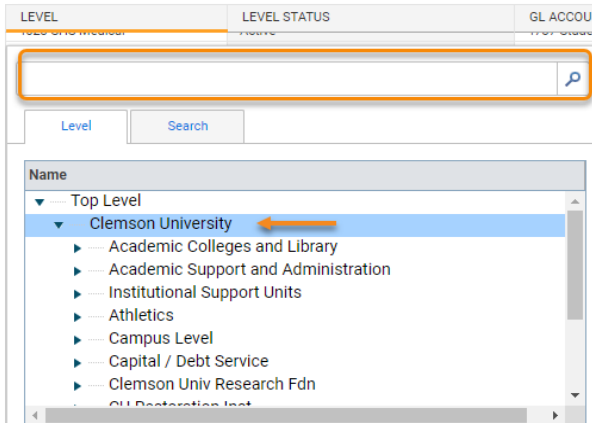 LEVEL LEVEL STATUS GL ACCOU
Level Search
Name
Top Level
Clemson University
Academic Colleges and Library
Academic Support and Administration
Institutional Support Units
Athletics
Campus Level
Capital / Debt Service
Clemson Univ Research Fdn